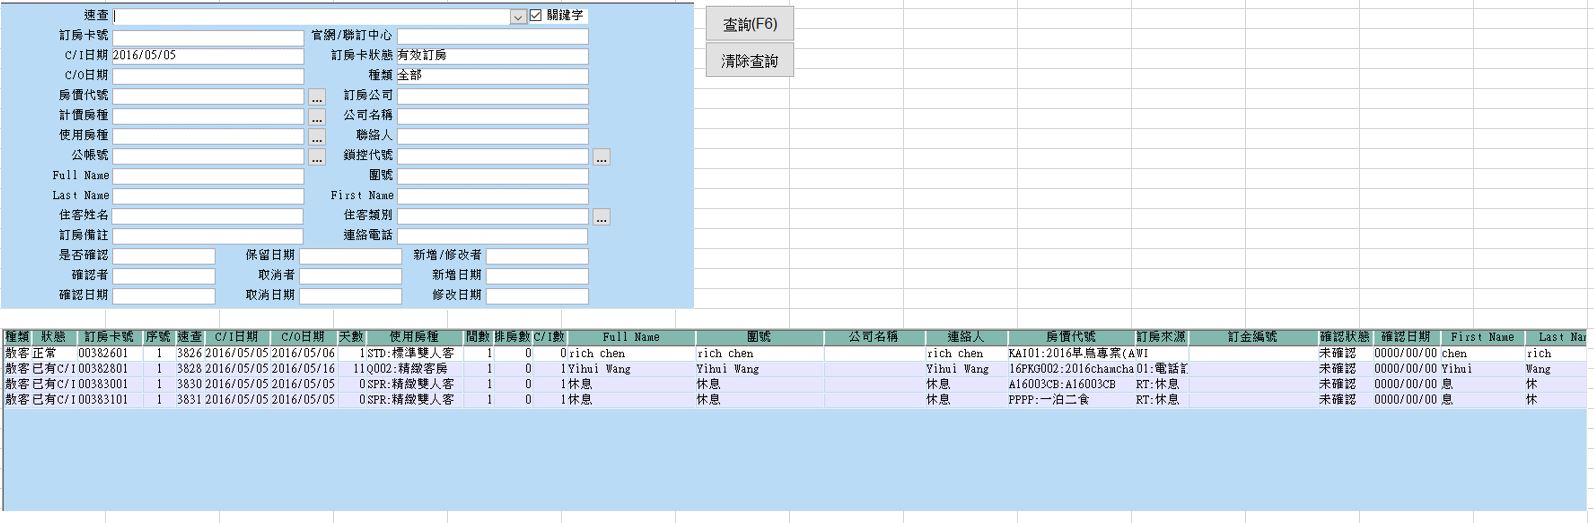 速查 關鍵字 查詢(F6)
訂房卡號 官網/聯訂中心
C/I日期 2016/05/05 訂房卡狀態 有效訂房 清除查詢
C/O日期 種類 全部
房價代號 ... 訂房公司
計價房種 ... 公司名稱
使用房種 ... 聯絡人
公帳號 ... 鎖控代號 ...
Full Name 團號
Last Name First Name
住客姓名 住客類別 ...
訂房備註 連絡電話
是否確認 保留日期 新增/修改者
確認者 取消者 新增日期
確認日期 取消日期 修改日期
種類 狀態 訂房卡號 序號 速查 C/I日期 C/O日期 天數 使用房種 間數 排房數 C/I數 Full Name 團號 公司名稱 連絡人 房價代號 訂房來源 訂金編號 確認狀態 確認日期 First Name Last Nar
散客 正常 00382601 1 3826 2016/05/05 2016/05/06 1 STD:標準雙人客 1 0 0 rich chen rich chen rich chen KAI01:2016早鳥專案(A WI 未確認 0000/00/00 chen rich
散客 已有C/I 00382801 1 3828 2016/05/05 2016/05/16 11 Q002:精緻客房 1 0 1 Yihui Wang Yihui Wang Yihui Wang 16PKG002:2016chamcha 01:電話訂 未確認 0000/00/00 Yihui Wang
散客 已有C/I 00383001 1 3830 2016/05/05 2016/05/05 0 SPR:精緻雙人客 1 0 1 休息 休息 休息 A16003CB:A16003CB RT:休息 未確認 0000/00/00 息 休
散客 已有C/I 00383101 1 3831 2016/05/05 2016/05/05 0 SPR:精緻雙人客 1 0 1 休息 休息 休息 PPPP:一泊二食 RT:休息 未確認 0000/00/00 息 休